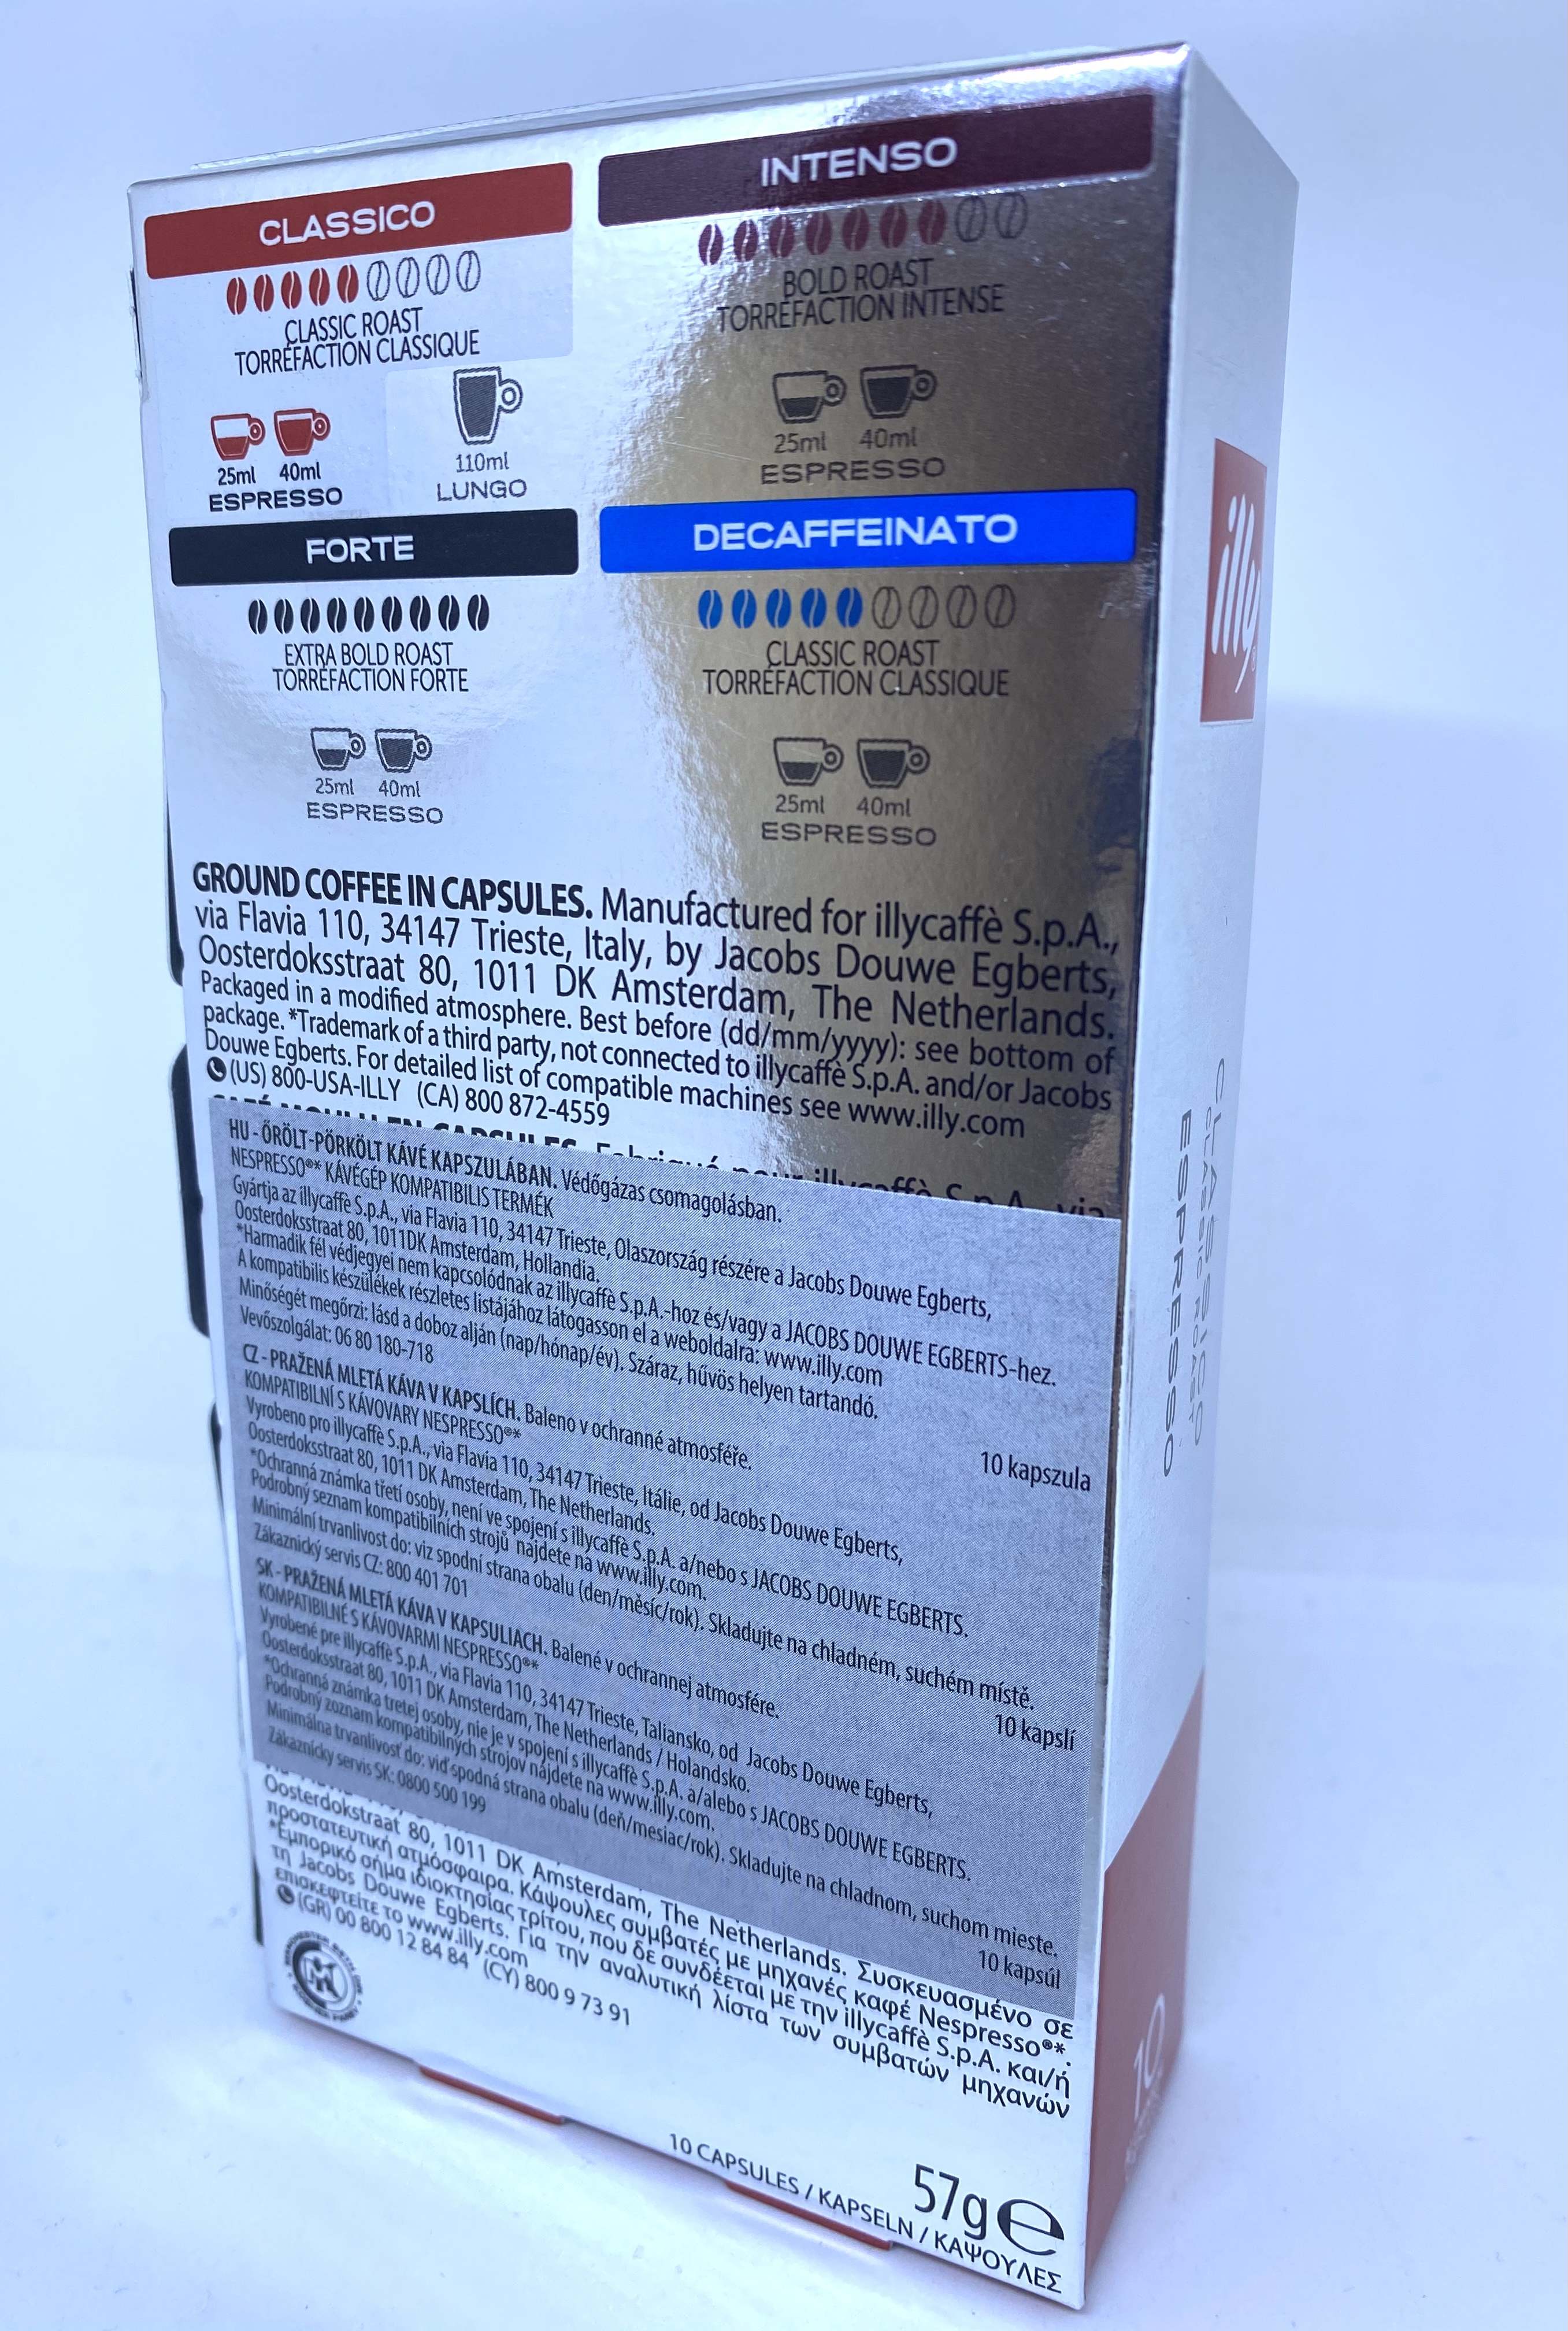 CLASSICO
CLASSIC ROAST
TORRÉFACTION CLASSIQUE
25ml 40ml
ESPRESSO
110ml
LUNGO
INTENSO
BOLD ROAST
TORRÉFACTION INTENSE
25ml 40ml
ESPRESSO
FORTE
EXTRA BOLD ROAST
TORRÉFACTION FORTE
25ml 40ml
ESPRESSO
DECAFFEINATO
CLASSIC ROAST
TORRÉFACTION CLASSIQUE
25ml 40ml
ESPRESSO
GROUND COFFEE IN CAPSULES. Manufactured for illycaffè S.p.A.,
via Flavia 110, 34147 Trieste, Italy, by Jacobs Douwe Egberts,
Oosterdoksstraat 80, 1011 DK Amsterdam, The Netherlands.
Packaged in a modified atmosphere. Best before (dd/mm/yyyy): see bottom of
package. *Trademark of a third party, not connected to illycaffè S.p.A. and/or Jacobs
Douwe Egberts. For detailed list of compatible machines see www.illy.com
(US) 800-USA-ILLY (CA) 800 872-4559
CAFÉ MOULU EN CAPSULES. Fabriqué pour illycaffè S.p.A., via
HU - ŐRÖLT-PÖRKÖLT KÁVÉ KAPSZULÁBAN. Védőgázas csomagolásban.
NESPRESSO®* KÁVÉGÉP KOMPATIBILIS TERMÉK
Gyártja az illycaffè S.p.A., via Flavia 110, 34147 Trieste, Olaszország részére a Jacobs Douwe Egberts,
Oosterdoksstraat 80, 1011DK Amsterdam, Hollandia.
*Harmadik fél védjegyei nem kapcsolódnak az illycaffè S.p.A.-hoz és/vagy a JACOBS DOUWE EGBERTS-hez.
A kompatibilis készülékek részletes listájához látogasson el a weboldalra: www.illy.com
Minőségét megőrzi: lásd a doboz alján (nap/hónap/év). Száraz, hűvös helyen tartandó.
Vevőszolgálat: 06 80 180-718
10 kapszula
CZ - PRAŽENÁ MLETÁ KÁVA V KAPSLÍCH. Baleno v ochranné atmosféře.
KOMPATIBILNÍ S KÁVOVARY NESPRESSO®*
Vyrobeno pro illycaffè S.p.A., via Flavia 110, 34147 Trieste, Itálie, od Jacobs Douwe Egberts,
Oosterdoksstraat 80, 1011 DK Amsterdam, The Netherlands.
*Ochranná známka třetí osoby, není ve spojení s illycaffè S.p.A. a/nebo s JACOBS DOUWE EGBERTS.
Podrobný seznam kompatibilních strojů najdete na www.illy.com.
Minimální trvanlivost do: viz spodní strana obalu (den/měsíc/rok). Skladujte na chladném, suchém místě.
Zákaznický servis CZ: 800 401 701
10 kapslí
SK - PRAŽENÁ MLETÁ KÁVA V KAPSULIACH. Balené v ochrannej atmosfére.
KOMPATIBILNÉ S KÁVOVARMI NESPRESSO®*
Vyrobené pre illycaffè S.p.A., via Flavia 110, 34147 Trieste, Taliansko, od Jacobs Douwe Egberts,
Oosterdoksstraat 80, 1011 DK Amsterdam, The Netherlands / Holandsko.
*Ochranná známka tretej osoby, nie je v spojení s illycaffè S.p.A. a/alebo s JACOBS DOUWE EGBERTS.
Podrobný zoznam kompatibilných strojov nájdete na www.illy.com.
Minimálna trvanlivosť do: viď spodná strana obalu (deň/mesiac/rok). Skladujte na chladnom, suchom mieste.
Zákaznícky servis SK: 0800 500 199
10 kapsúl
Oosterdokstraat 80, 1011 DK Amsterdam, The Netherlands. Συσκευασμένο σε
προστατευτική ατμόσφαιρα. Κάψουλες συμβατές με μηχανές καφέ Nespresso®*.
*Εμπορικό σήμα ιδιοκτησίας τρίτου, που δε συνδέεται με την illycaffè S.p.A. και/ή
τη Jacobs Douwe Egberts. Για την αναλυτική λίστα των συμβατών μηχανών
επισκεφτείτε το www.illy.com
(GR) 00 800 12 84 84 (CY) 800 9 73 91
57g e
10 CAPSULES / KAPSELN / ΚΑΨΟΥΛΕΣ
illy
CLASSICO
CLASSIC ROAST
ESPRESSO
10